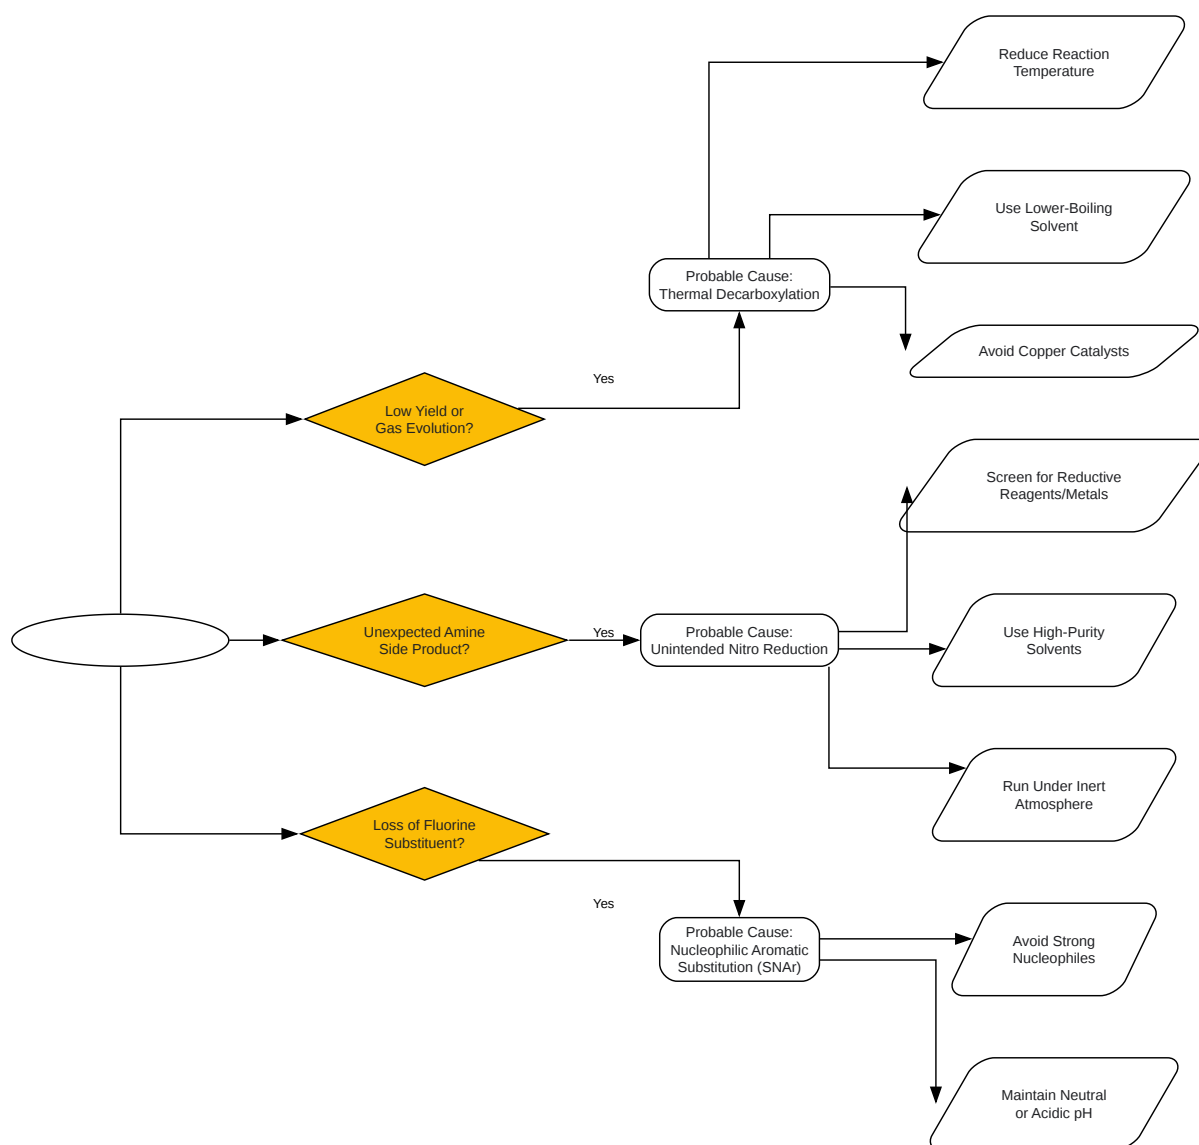 Reduce Reaction
Temperature
Use Lower-Boiling
Solvent
Probable Cause:
Thermal Decarboxylation
Avoid Copper Catalysts
Yes
Low Yield or
Gas Evolution?
Screen for Reductive
Reagents/Metals
Unexpected Amine
Side Product?
Yes
Probable Cause:
Unintended Nitro Reduction
Use High-Purity
Solvents
Run Under Inert
Atmosphere
Loss of Fluorine
Substituent?
Yes
Probable Cause:
Nucleophilic Aromatic
Substitution (SNAr)
Avoid Strong
Nucleophiles
Maintain Neutral
or Acidic pH